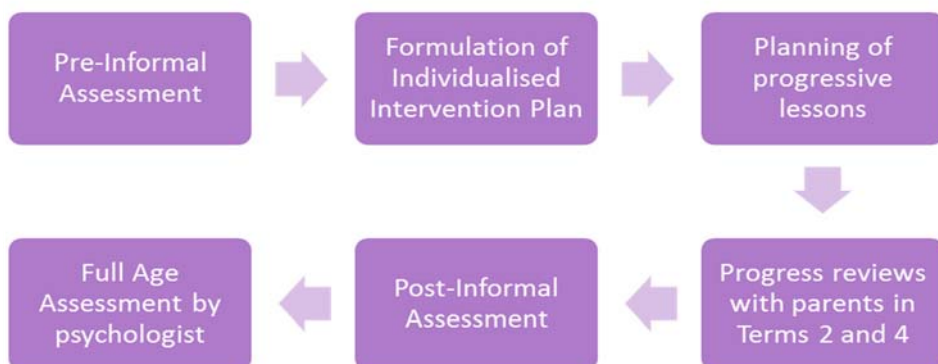 Pre-Informal
Assessment
Formulation of
Individualised
Intervention Plan
Planning of
progressive
lessons
Progress reviews
with parents in
Terms 2 and 4
Post-Informal
Assessment
Full Age
Assessment by
psychologist